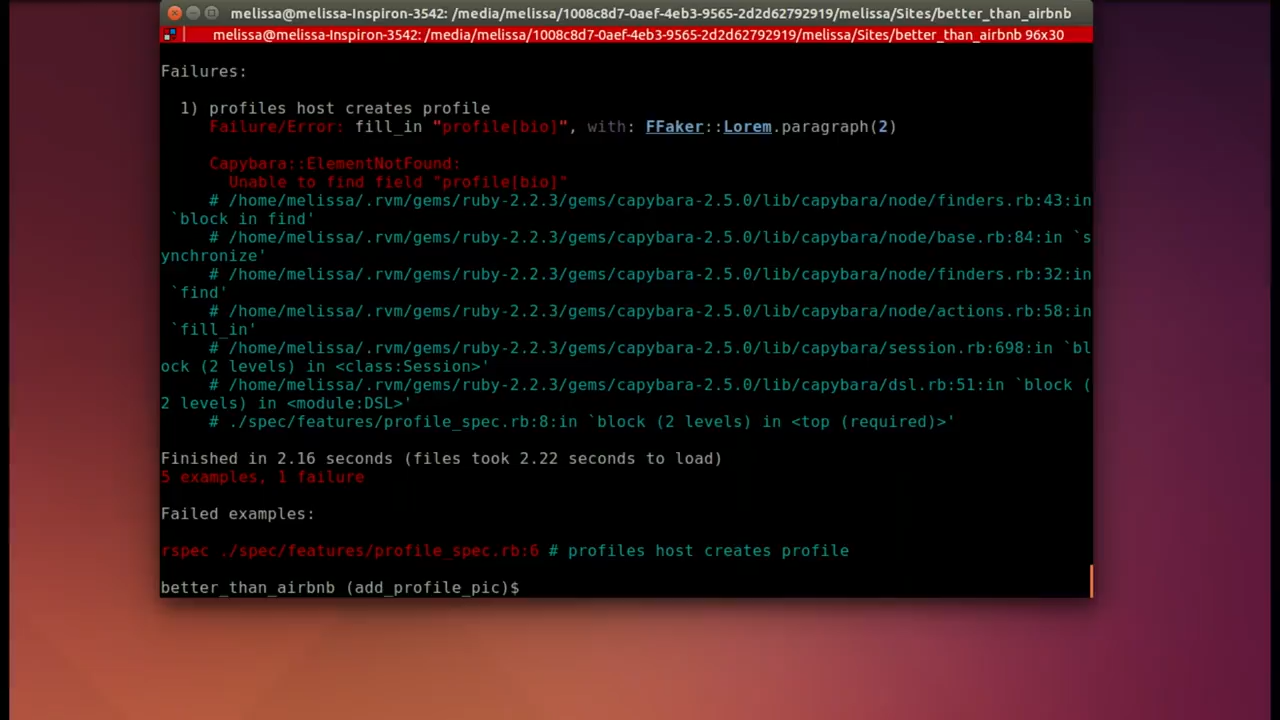 melissa@melissa-Inspiron-3542: /media/melissa/1008c8d7-0aef-4eb3-9565-2d2d62792919/melissa/Sites/better_than_airbnb
melissa@melissa-Inspiron-3542: /media/melissa/1008c8d7-0aef-4eb3-9565-2d2d62792919/melissa/Sites/better_than_airbnb 96x30
Failures:
1) profiles host creates profile
Failure/Error: fill_in "profile[bio]", with: FFaker::Lorem.paragraph(2)
Capybara::ElementNotFound:
Unable to find field "profile[bio]"
# /home/melissa/.rvm/gems/ruby-2.2.3/gems/capybara-2.5.0/lib/capybara/node/finders.rb:43:in
`block in find'
# /home/melissa/.rvm/gems/ruby-2.2.3/gems/capybara-2.5.0/lib/capybara/node/base.rb:84:in `s
ynchronize'
# /home/melissa/.rvm/gems/ruby-2.2.3/gems/capybara-2.5.0/lib/capybara/node/finders.rb:32:in
`find'
# /home/melissa/.rvm/gems/ruby-2.2.3/gems/capybara-2.5.0/lib/capybara/node/actions.rb:58:in
`fill_in'
# /home/melissa/.rvm/gems/ruby-2.2.3/gems/capybara-2.5.0/lib/capybara/session.rb:698:in `bl
ock (2 levels) in <class:Session>'
# /home/melissa/.rvm/gems/ruby-2.2.3/gems/capybara-2.5.0/lib/capybara/dsl.rb:51:in `block (
2 levels) in <module:DSL>'
# ./spec/features/profile_spec.rb:8:in `block (2 levels) in <top (required)>'
Finished in 2.16 seconds (files took 2.22 seconds to load)
5 examples, 1 failure
Failed examples:
rspec ./spec/features/profile_spec.rb:6 # profiles host creates profile
better_than_airbnb (add_profile_pic)$